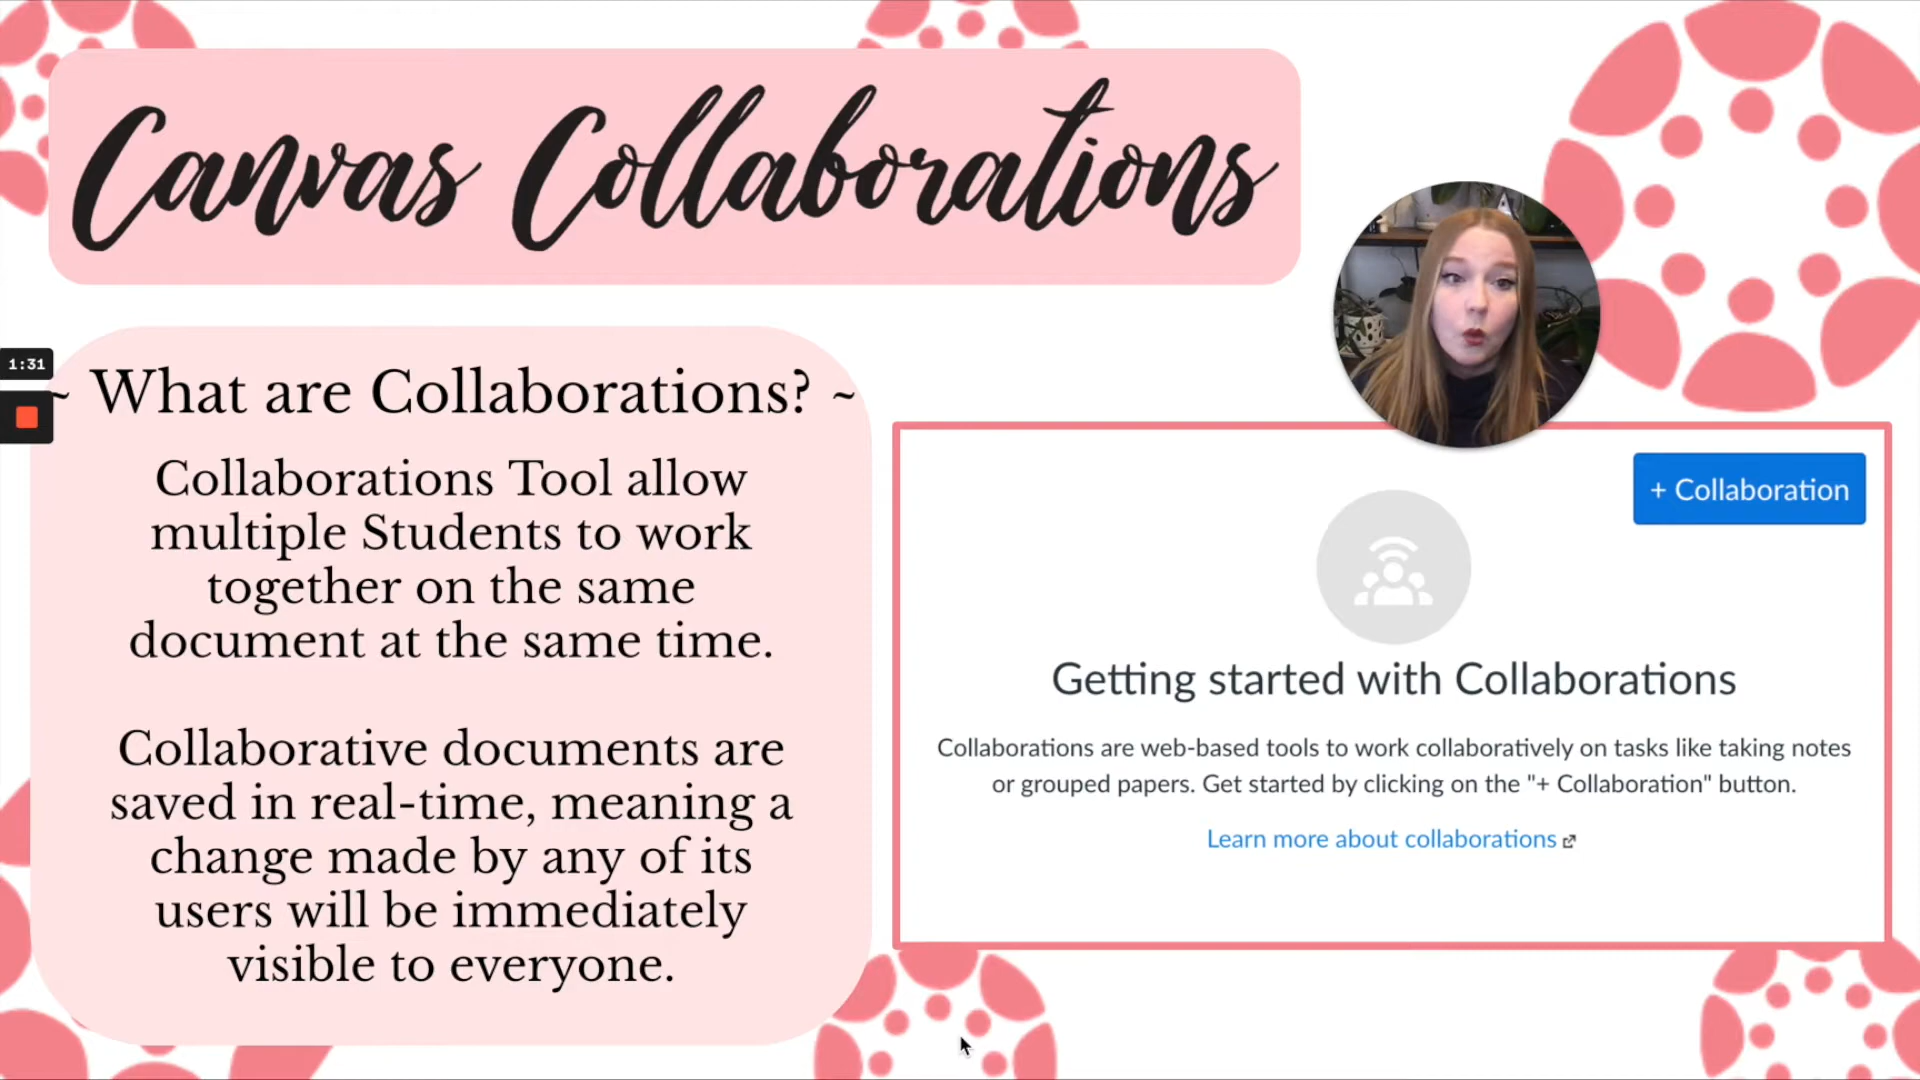 Canvas Collaborations
1:31
~ What are Collaborations? ~
Collaborations Tool allow
multiple Students to work
together on the same
document at the same time.
Collaborative documents are
saved in real-time, meaning a
change made by any of its
users will be immediately
visible to everyone.
+ Collaboration
Getting started with Collaborations
Collaborations are web-based tools to work collaboratively on tasks like taking notes
or grouped papers. Get started by clicking on the "+ Collaboration" button.
Learn more about collaborations